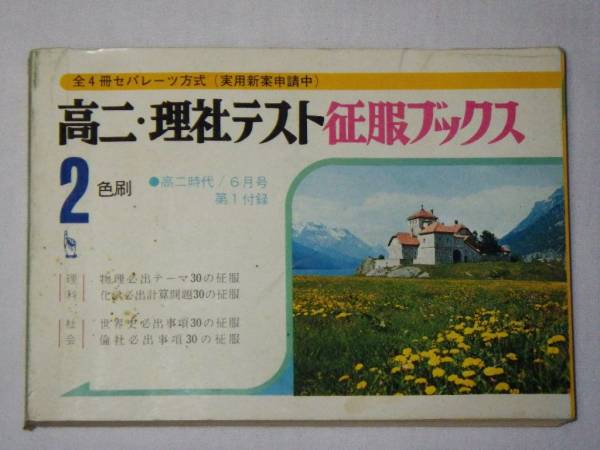 全4冊セパレーツ方式(実用新案申請中)
高二・理社テスト征服ブックス
2色刷
●高二時代/6月号
第1付録
理科
物理必出テーマ30の征服
化学必出計算問題30の征服
社会
世界史必出事項30の征服
倫社必出事項30の征服